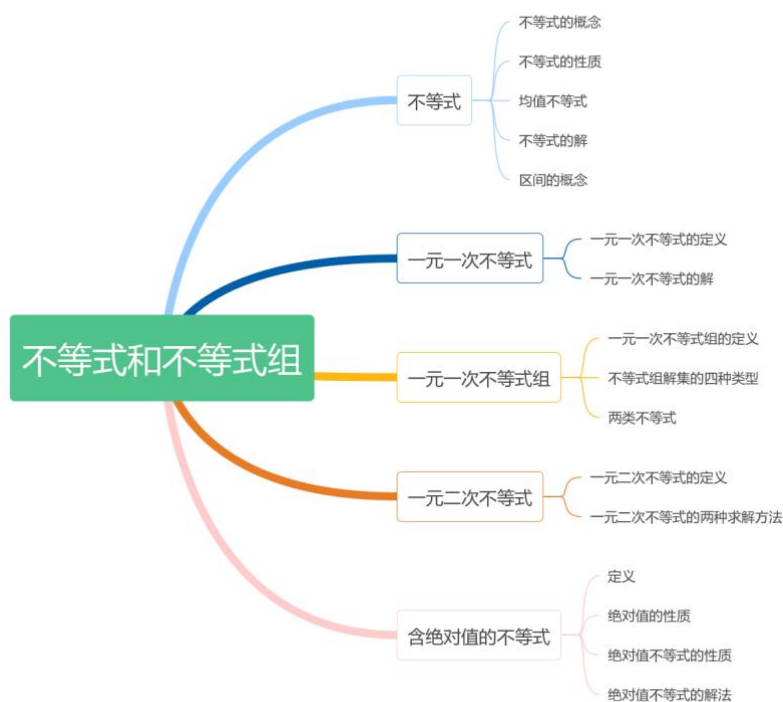 不等式和不等式组
不等式
不等式的概念
不等式的性质
均值不等式
不等式的解
区间的概念
一元一次不等式
一元一次不等式的定义
一元一次不等式的解
一元一次不等式组
一元一次不等式组的定义
不等式组解集的四种类型
两类不等式
一元二次不等式
一元二次不等式的定义
一元二次不等式的两种求解方法
含绝对值的不等式
定义
绝对值的性质
绝对值不等式的性质
绝对值不等式的解法